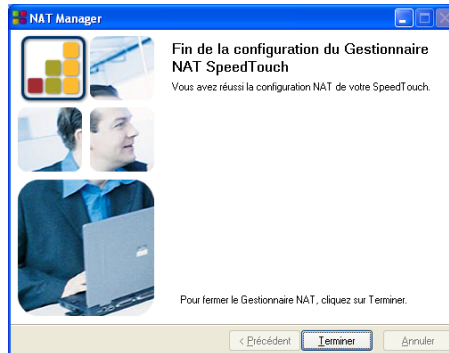 NAT Manager
Fin de la configuration du Gestionnaire
NAT SpeedTouch
Vous avez réussi la configuration NAT de votre SpeedTouch.
Pour fermer le Gestionnaire NAT, cliquez sur Terminer.
< Précédent
Terminer
Annuler